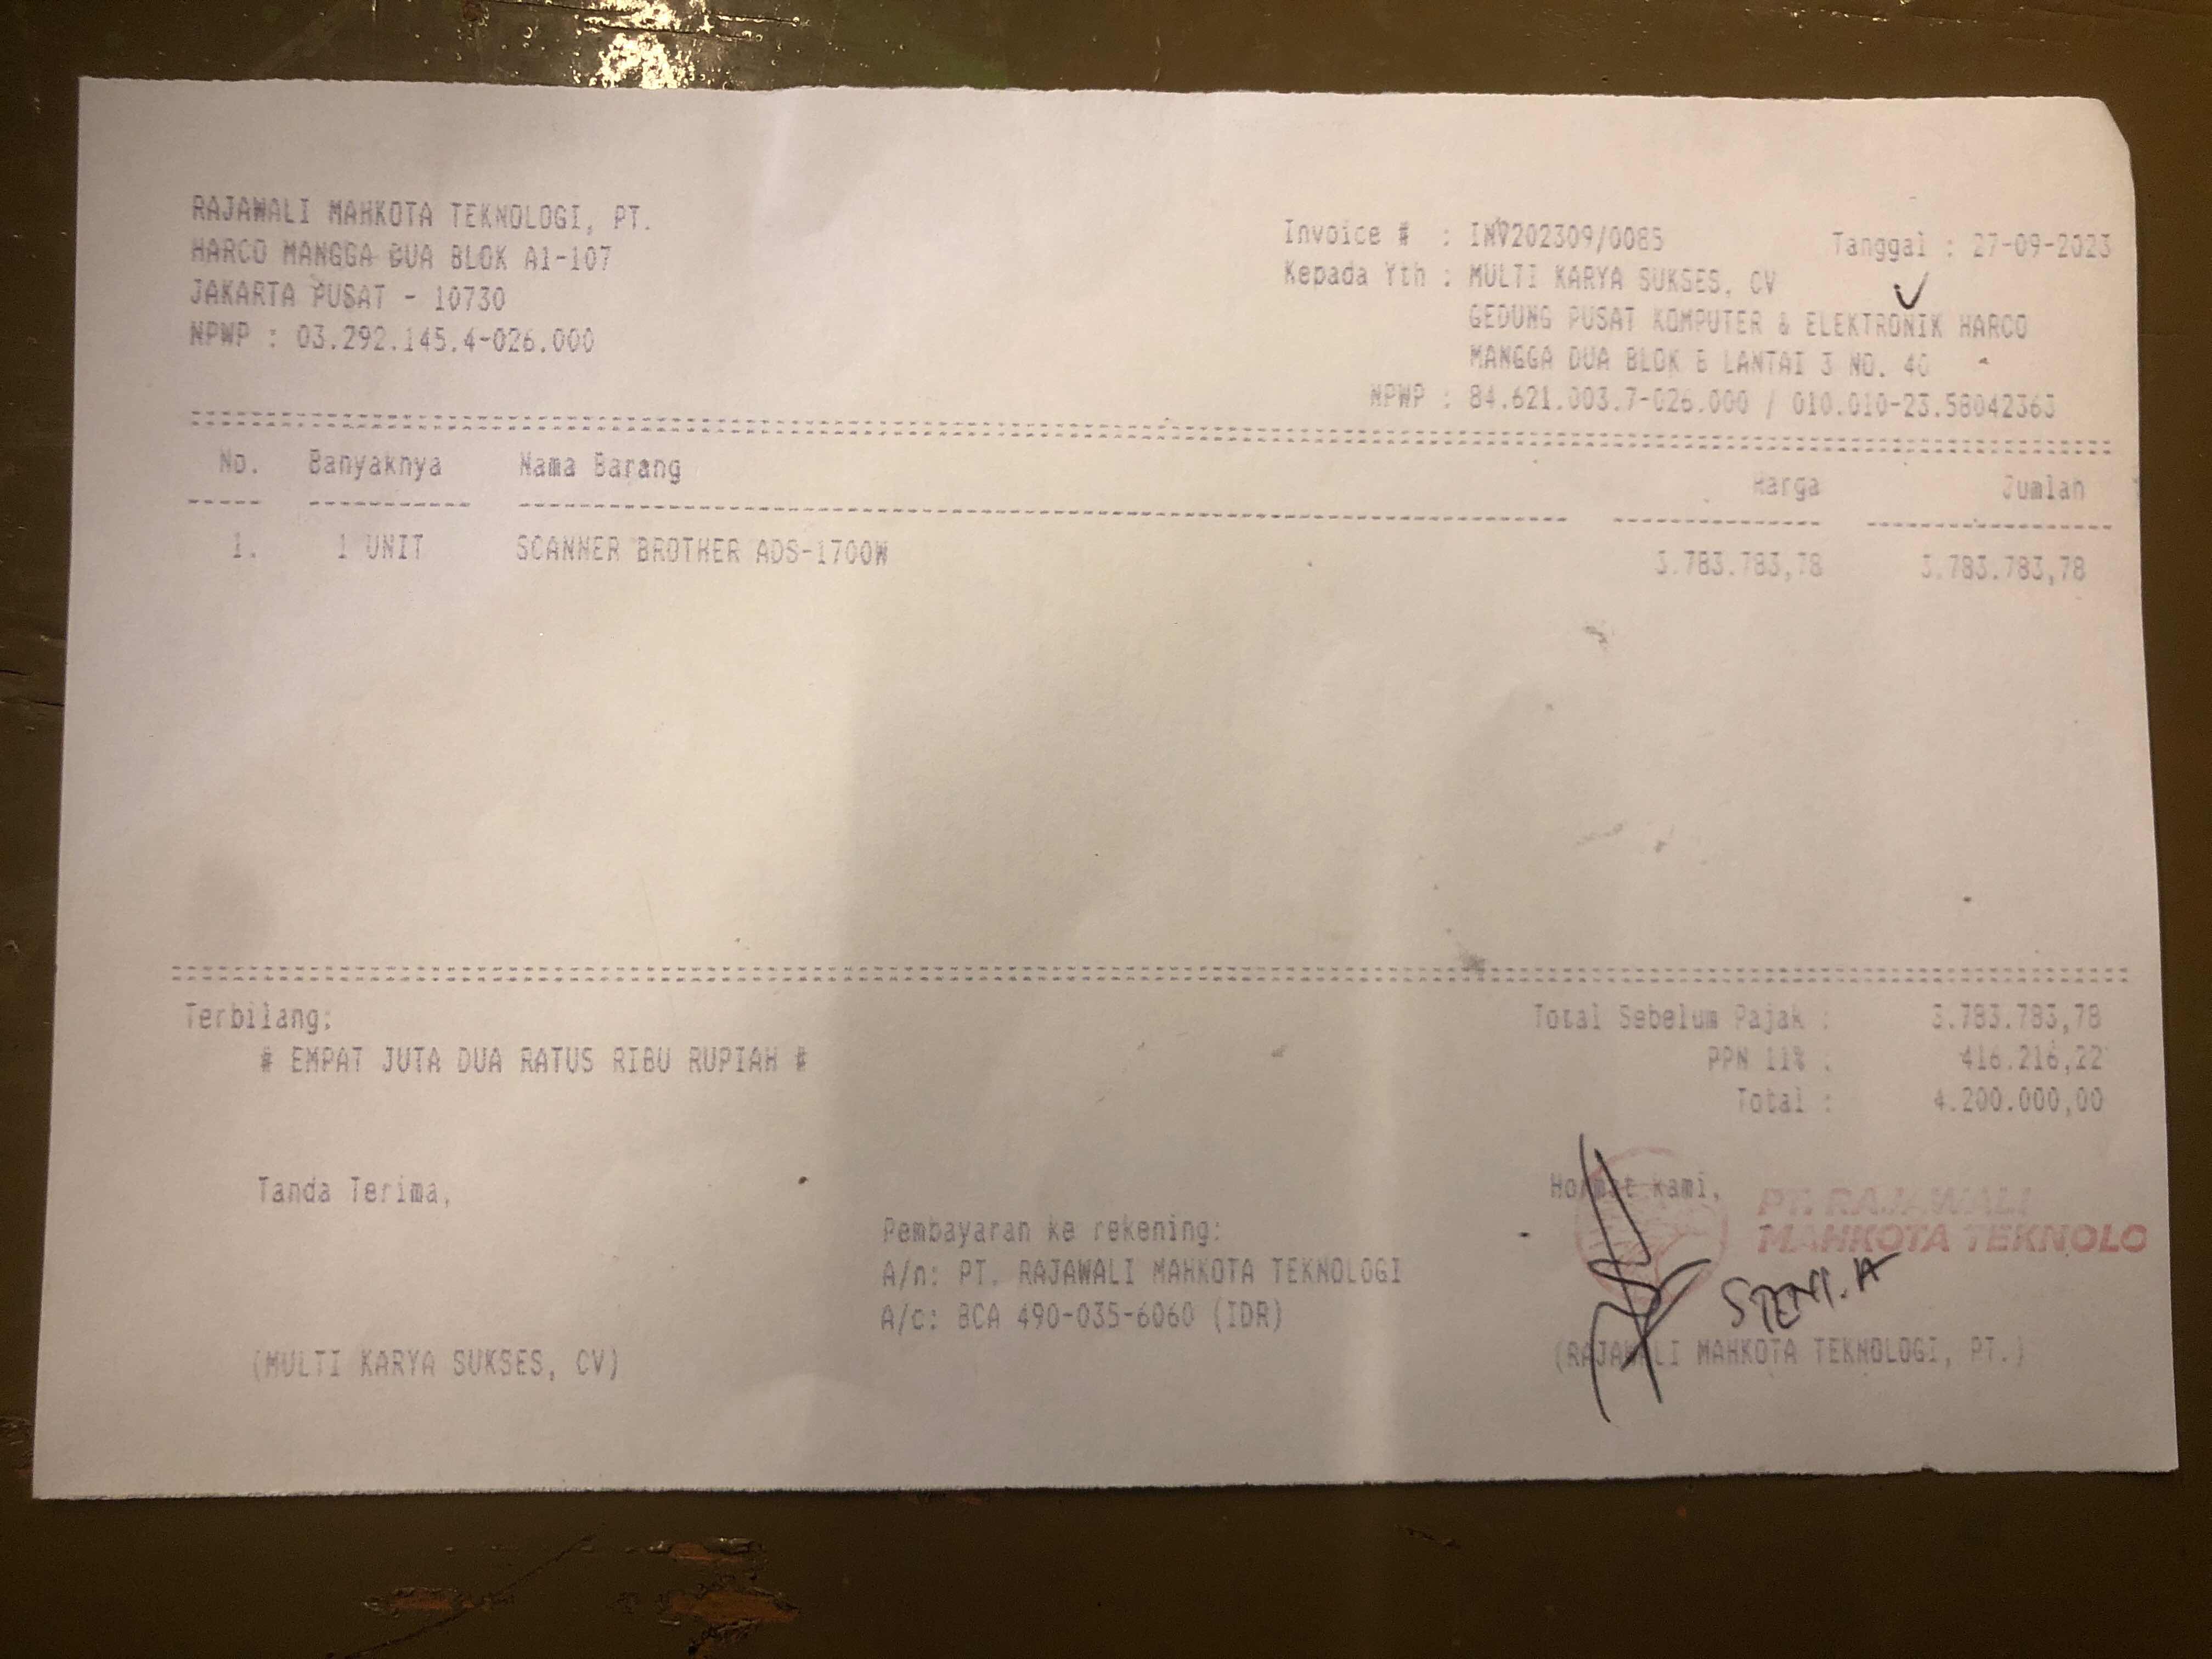 RAJAWALI MAHKOTA TEKNOLOGI, PT.
HARCO MANGGA DUA BLOK A1-107
JAKARTA PUSAT - 10730
NPWP : 03.292.145.4-026.000
Invoice # : INV202309/0085 Tanggal : 27-09-2023
Kepada Yth : MULTI KARYA SUKSES, CV
GEDUNG PUSAT KOMPUTER & ELEKTRONIK HARCO
MANGGA DUA BLOK B LANTAI 3 NO. 40
NPWP : 84.621.003.7-026.000 / 010.010-23.58042363
No. Banyaknya Nama Barang Harga Jumlah
1. 1 UNIT SCANNER BROTHER ADS-1700W 3.783.783,78 3.783.783,78
Terbilang:
# EMPAT JUTA DUA RATUS RIBU RUPIAH #
Total Sebelum Pajak : 3.783.783,78
PPN 11% : 416.216,22
Total : 4.200.000,00
Tanda Terima,
(MULTI KARYA SUKSES, CV)
Pembayaran ke rekening:
A/n: PT. RAJAWALI MAHKOTA TEKNOLOGI
A/c: BCA 490-035-6060 (IDR)
Hormat Kami,
PT. RAJAWALI
MAHKOTA TEKNOLO
STENI.A
(RAJAWALI MAHKOTA TEKNOLOGI, PT.)